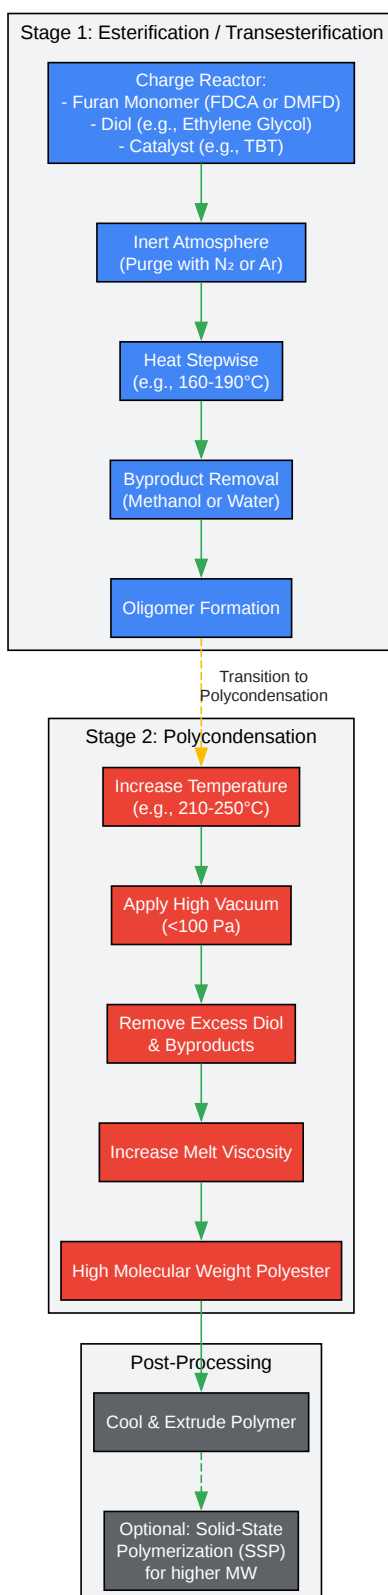 Stage 1: Esterification / Transesterification
Charge Reactor:
- Furan Monomer (FDCA or DMFD)
- Diol (e.g., Ethylene Glycol)
- Catalyst (e.g., TBT)
Inert Atmosphere
(Purge with N₂ or Ar)
Heat Stepwise
(e.g., 160-190°C)
Byproduct Removal
(Methanol or Water)
Oligomer Formation
Transition to
Polycondensation
Stage 2: Polycondensation
Increase Temperature
(e.g., 210-250°C)
Apply High Vacuum
(<100 Pa)
Remove Excess Diol
& Byproducts
Increase Melt Viscosity
High Molecular Weight Polyester
Post-Processing
Cool & Extrude Polymer
Optional: Solid-State
Polymerization (SSP)
for higher MW